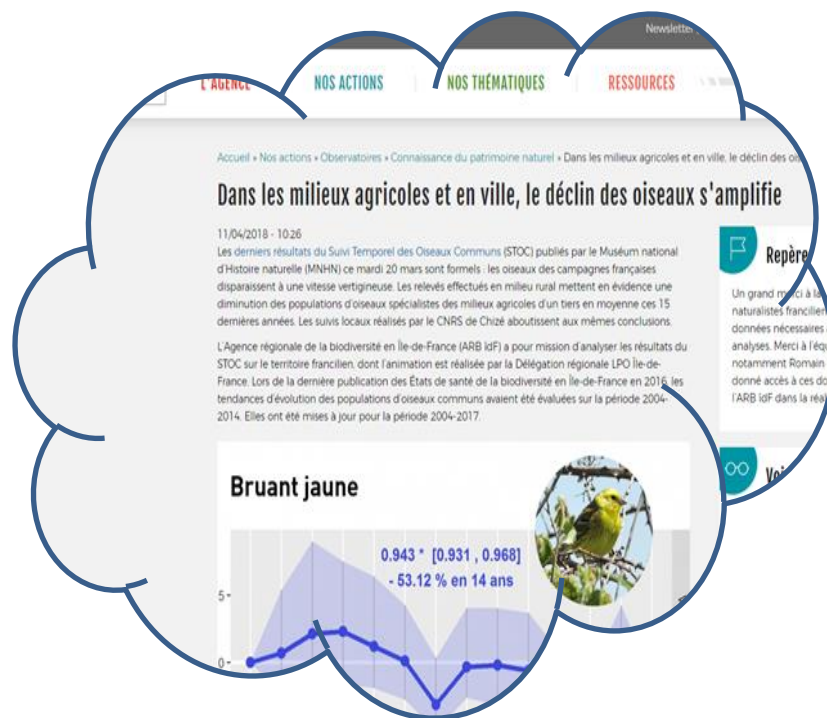 Newsletter
L'AGENCE NOS ACTIONS NOS THÉMATIQUES RESSOURCES
Accueil » Nos actions » Observatoires » Connaissance du patrimoine naturel » Dans les milieux agricoles et en ville, le déclin des
Dans les milieux agricoles et en ville, le déclin des oiseaux s'amplifie
11/04/2018 - 10:26
Les derniers résultats du Suivi Temporel des Oiseaux Communs (STOC) publiés par le Muséum national
d'Histoire naturelle (MNHN) ce mardi 20 mars sont formels : les oiseaux des campagnes françaises
disparaissent à une vitesse vertigineuse. Les relevés effectués en milieu rural mettent en évidence une
diminution des populations d'oiseaux spécialistes des milieux agricoles d'un tiers en moyenne ces 15
dernières années. Les suivis locaux réalisés par le CNRS de Chizé aboutissent aux mêmes conclusions.
L'Agence régionale de la biodiversité en Île-de-France (ARB îdF) a pour mission d'analyser les résultats du
STOC sur le territoire francilien, dont l'animation est réalisée par la Délégation régionale LPO Île-de-
France. Lors de la dernière publication des États de santé de la biodiversité en Île-de-France en 2016, les
tendances d'évolution des populations d'oiseaux communs avaient été évaluées sur la période 2004-
2014. Elles ont été mises à jour pour la période 2004-2017.
Repère
Un grand merci à la
naturalistes francilien
données nécessaires
analyses. Merci à l'équ
notamment Romain
donné accès à ces do
l'ARB îdF dans la réal
Voi
Bruant jaune
0.943 * [0.931 , 0.968]
- 53.12 % en 14 ans
5
0